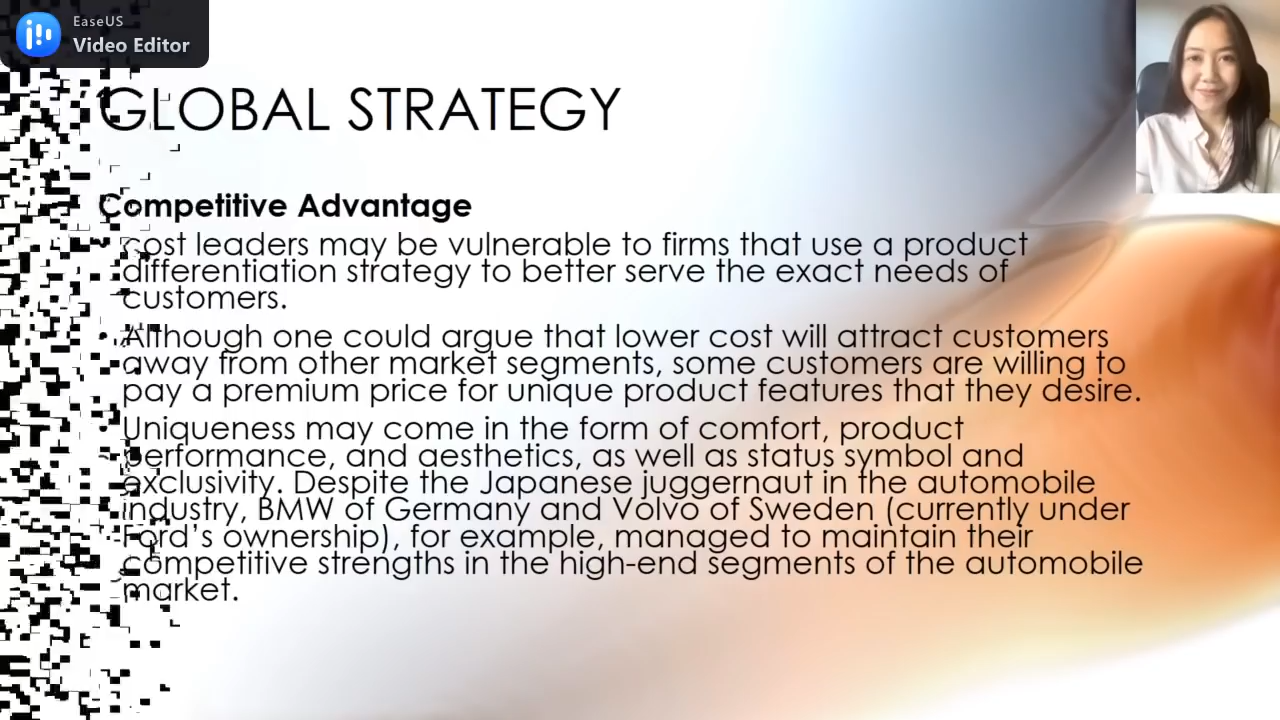 EaseUS
Video Editor
GLOBAL STRATEGY
Competitive Advantage
• cost leaders may be vulnerable to firms that use a product
differentiation strategy to better serve the exact needs of
customers.
• Although one could argue that lower cost will attract customers
away from other market segments, some customers are willing to
pay a premium price for unique product features that they desire.
• Uniqueness may come in the form of comfort, product
performance, and aesthetics, as well as status symbol and
exclusivity. Despite the Japanese juggernaut in the automobile
industry, BMW of Germany and Volvo of Sweden (currently under
Ford’s ownership), for example, managed to maintain their
competitive strengths in the high-end segments of the automobile
market.